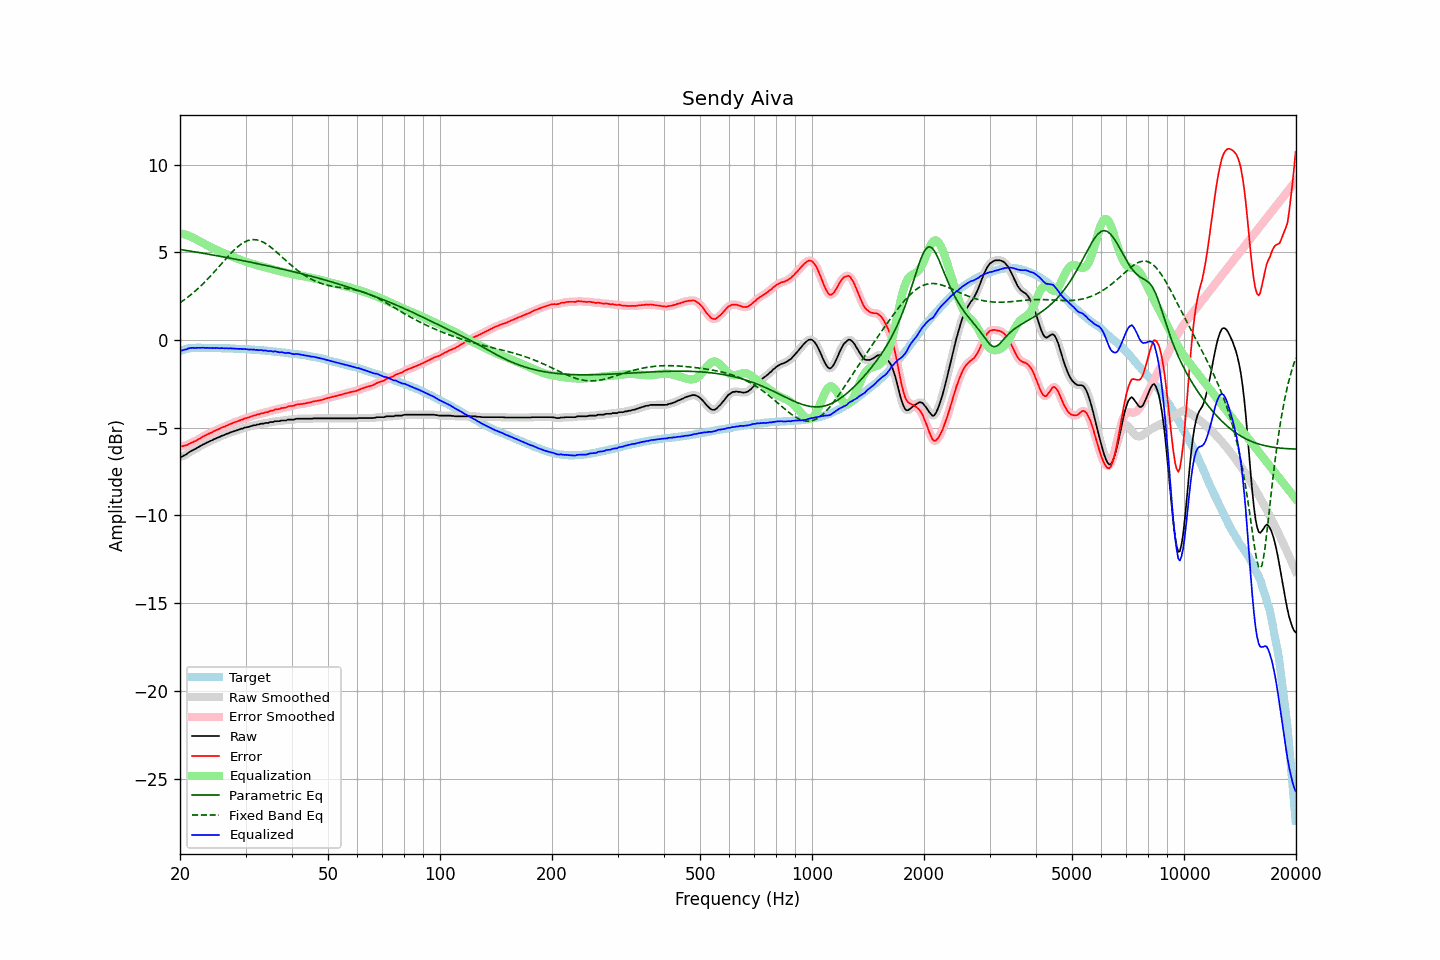 Sendy Aiva
Amplitude (dBr)
10
5
0
−5
−10
−15
−20
−25
Target
Raw Smoothed
Error Smoothed
Raw
Error
Equalization
Parametric Eq
Fixed Band Eq
Equalized
20 50 100 200 500 1000 2000 5000 10000 20000
Frequency (Hz)